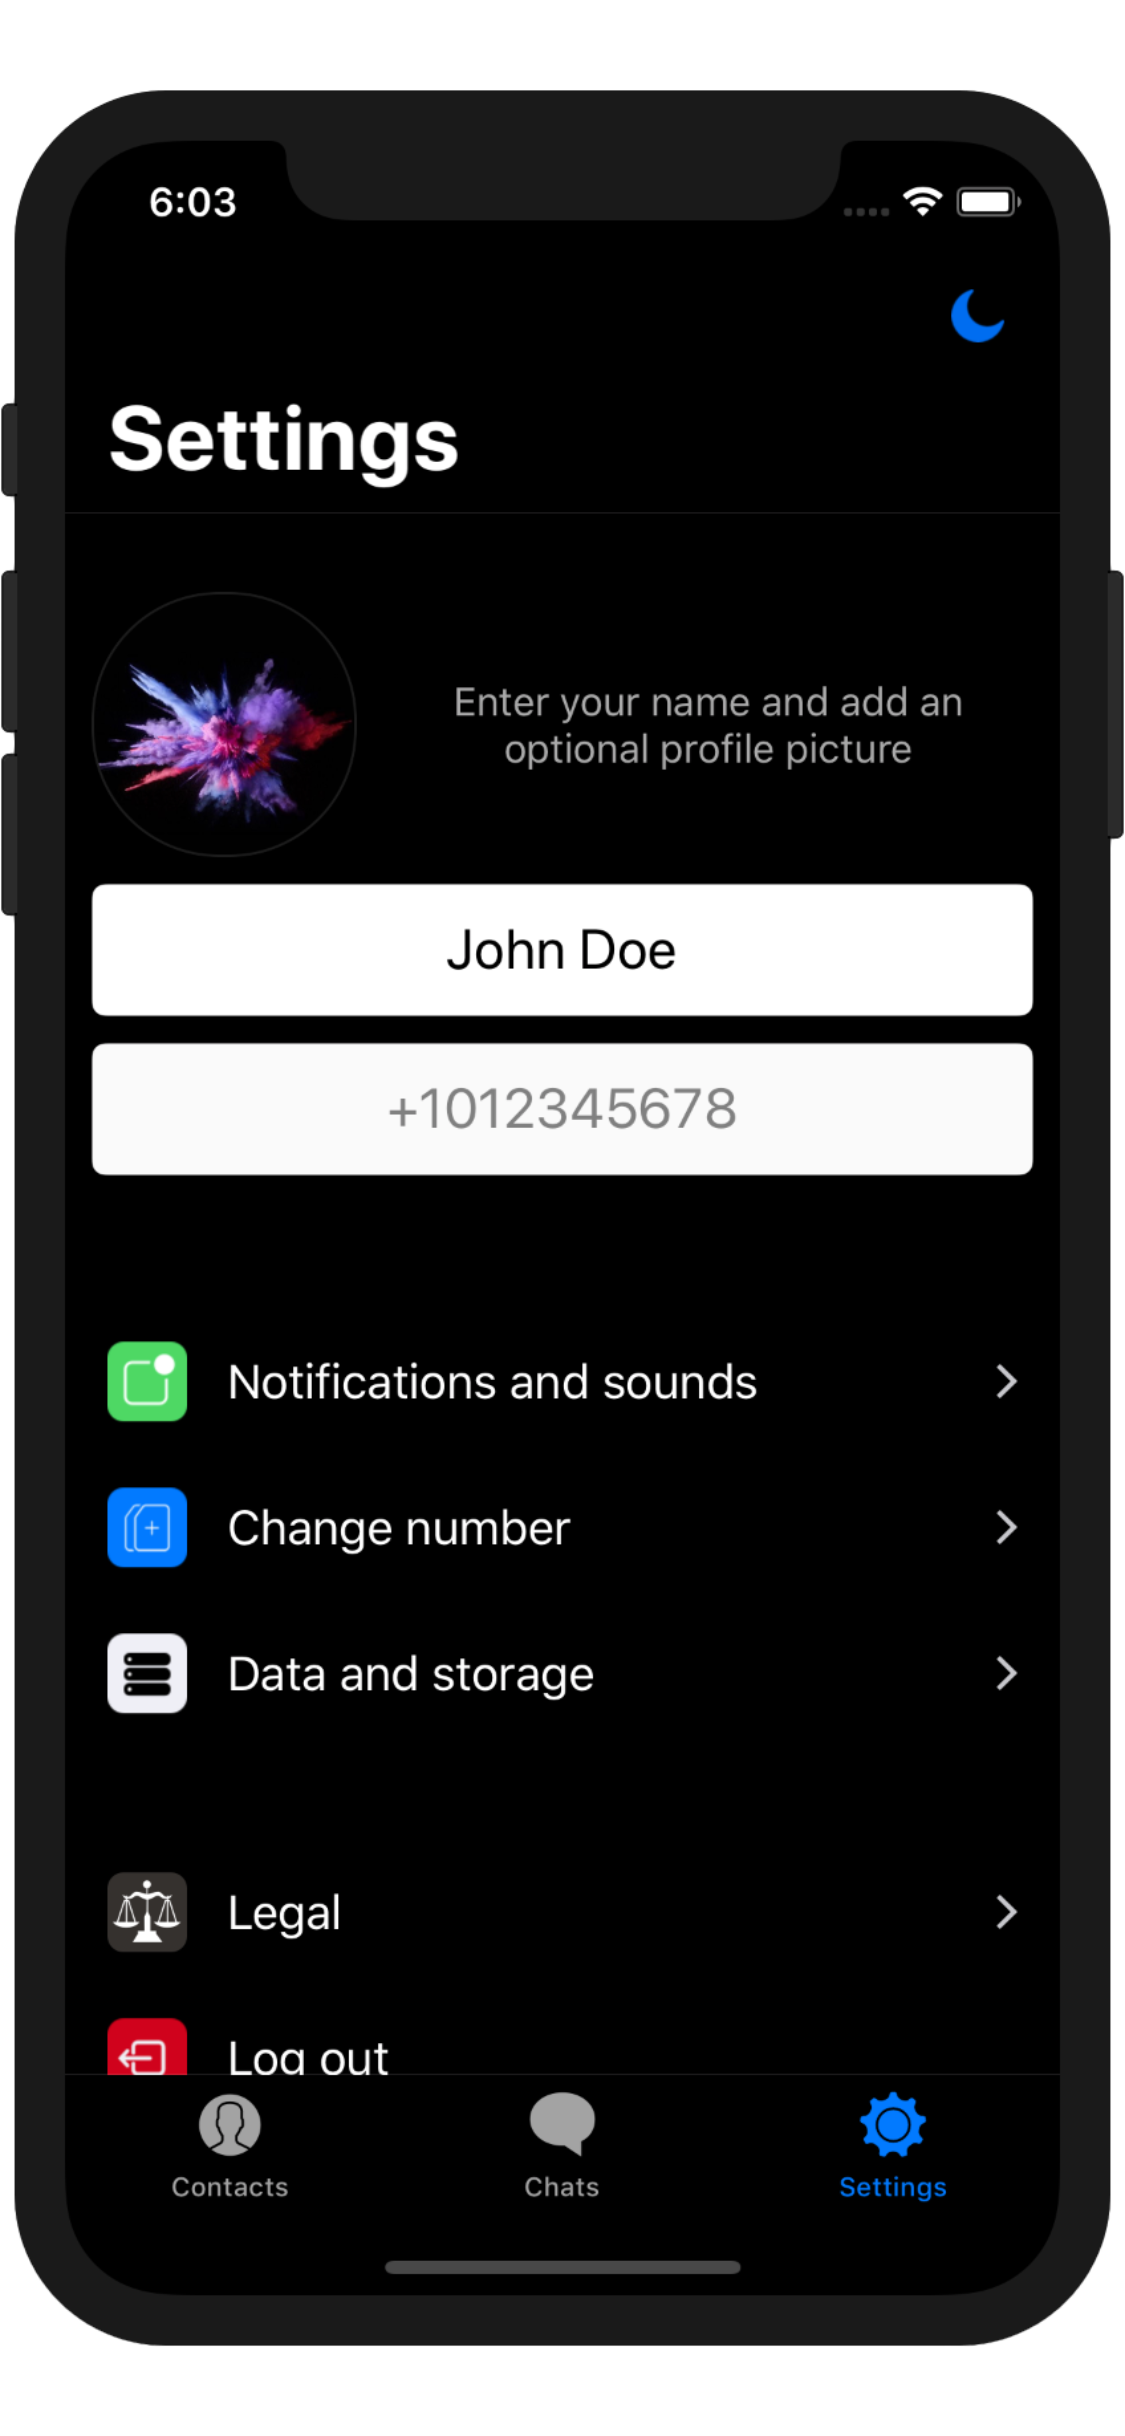 6:03
Settings
Enter your name and add an
optional profile picture
John Doe
+1012345678
Notifications and sounds
Change number
Data and storage
Legal
Log out
Contacts
Chats
Settings